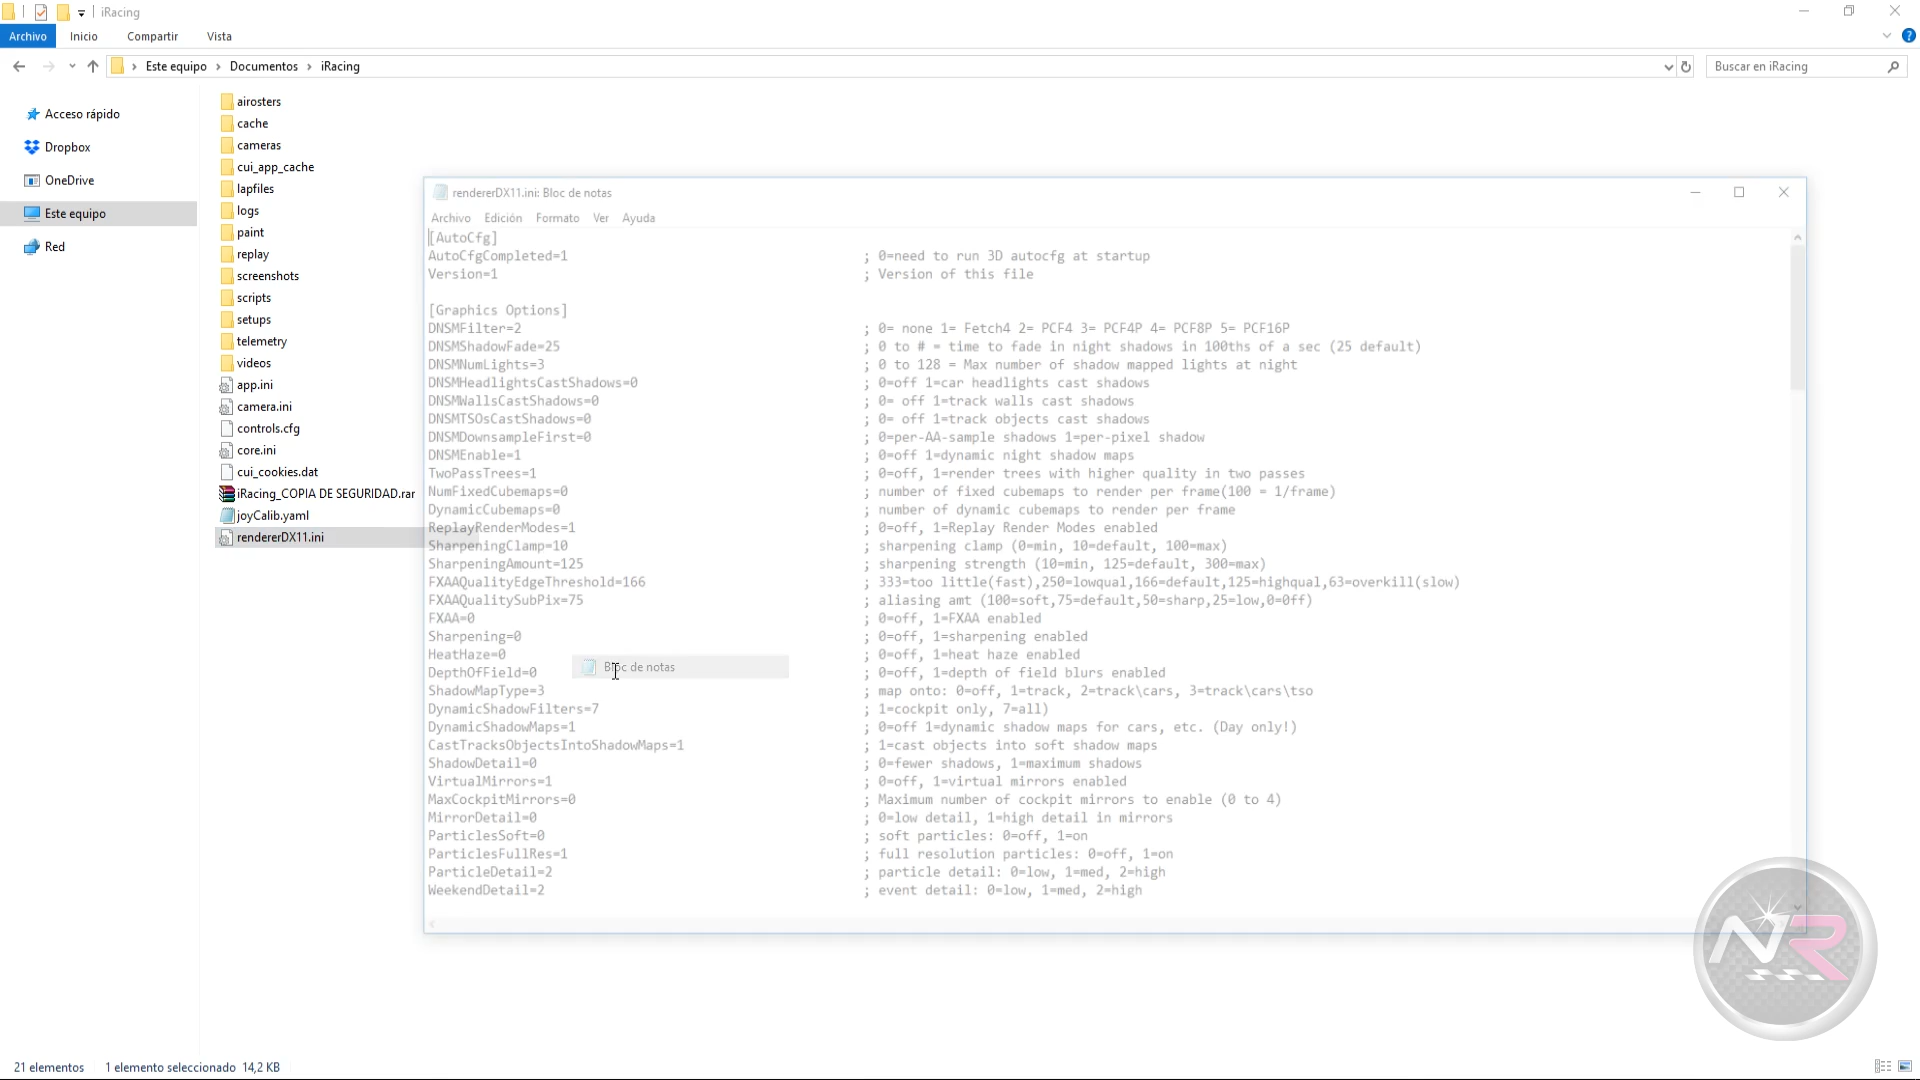 iRacing
Archivo Inicio Compartir Vista
Este equipo › Documentos › iRacing
Buscar en iRacing
Acceso rápido
Dropbox
OneDrive
Este equipo
Red
airosters
cache
cameras
cui_app_cache
lapfiles
logs
paint
replay
screenshots
scripts
setups
telemetry
videos
app.ini
camera.ini
controls.cfg
core.ini
cui_cookies.dat
iRacing_COPIA DE SEGURIDAD.rar
joyCalib.yaml
rendererDX11.ini
rendererDX11.ini: Bloc de notas
Archivo Edición Formato Ver Ayuda
[AutoCfg]
AutoCfgCompleted=1 ; 0=need to run 3D autocfg at startup
Version=1 ; Version of this file
[Graphics Options]
DNSMFilter=2 ; 0= none 1= Fetch4 2= PCF4 3= PCF4P 4= PCF8P 5= PCF16P
DNSMShadowFade=25 ; 0 to # = time to fade in night shadows in 100ths of a sec (25 default)
DNSMNumLights=3 ; 0 to 128 = Max number of shadow mapped lights at night
DNSMHeadlightsCastShadows=0 ; 0=off 1=car headlights cast shadows
DNSMWallsCastShadows=0 ; 0= off 1=track walls cast shadows
DNSMTSOsCastShadows=0 ; 0= off 1=track objects cast shadows
DNSMDownsampleFirst=0 ; 0=per-AA-sample shadows 1=per-pixel shadow
DNSMEnable=1 ; 0=off 1=dynamic night shadow maps
TwoPassTrees=1 ; 0=off, 1=render trees with higher quality in two passes
NumFixedCubemaps=0 ; number of fixed cubemaps to render per frame(100 = 1/frame)
DynamicCubemaps=0 ; number of dynamic cubemaps to render per frame
ReplayRenderModes=1 ; 0=off, 1=Replay Render Modes enabled
SharpeningClamp=10 ; sharpening clamp (0=min, 10=default, 100=max)
SharpeningAmount=125 ; sharpening strength (10=min, 125=default, 300=max)
FXAAQualityEdgeThreshold=166 ; 333=too little(fast),250=lowqual,166=default,125=highqual,63=overkill(slow)
FXAAQualitySubPix=75 ; aliasing amt (100=soft,75=default,50=sharp,25=low,0=0ff)
FXAA=0 ; 0=off, 1=FXAA enabled
Sharpening=0 ; 0=off, 1=sharpening enabled
HeatHaze=0 ; 0=off, 1=heat haze enabled
Bloc de notas
DepthOfField=0 ; 0=off, 1=depth of field blurs enabled
ShadowMapType=3 ; map onto: 0=off, 1=track, 2=track\cars, 3=track\cars\tso
DynamicShadowFilters=7 ; 1=cockpit only, 7=all)
DynamicShadowMaps=1 ; 0=off 1=dynamic shadow maps for cars, etc. (Day only!)
CastTracksObjectsIntoShadowMaps=1 ; 1=cast objects into soft shadow maps
ShadowDetail=0 ; 0=fewer shadows, 1=maximum shadows
VirtualMirrors=1 ; 0=off, 1=virtual mirrors enabled
MaxCockpitMirrors=0 ; Maximum number of cockpit mirrors to enable (0 to 4)
MirrorDetail=0 ; 0=low detail, 1=high detail in mirrors
ParticlesSoft=0 ; soft particles: 0=off, 1=on
ParticlesFullRes=1 ; full resolution particles: 0=off, 1=on
ParticleDetail=2 ; particle detail: 0=low, 1=med, 2=high
WeekendDetail=2 ; event detail: 0=low, 1=med, 2=high
NR
21 elementos 1 elemento seleccionado 14,2 KB